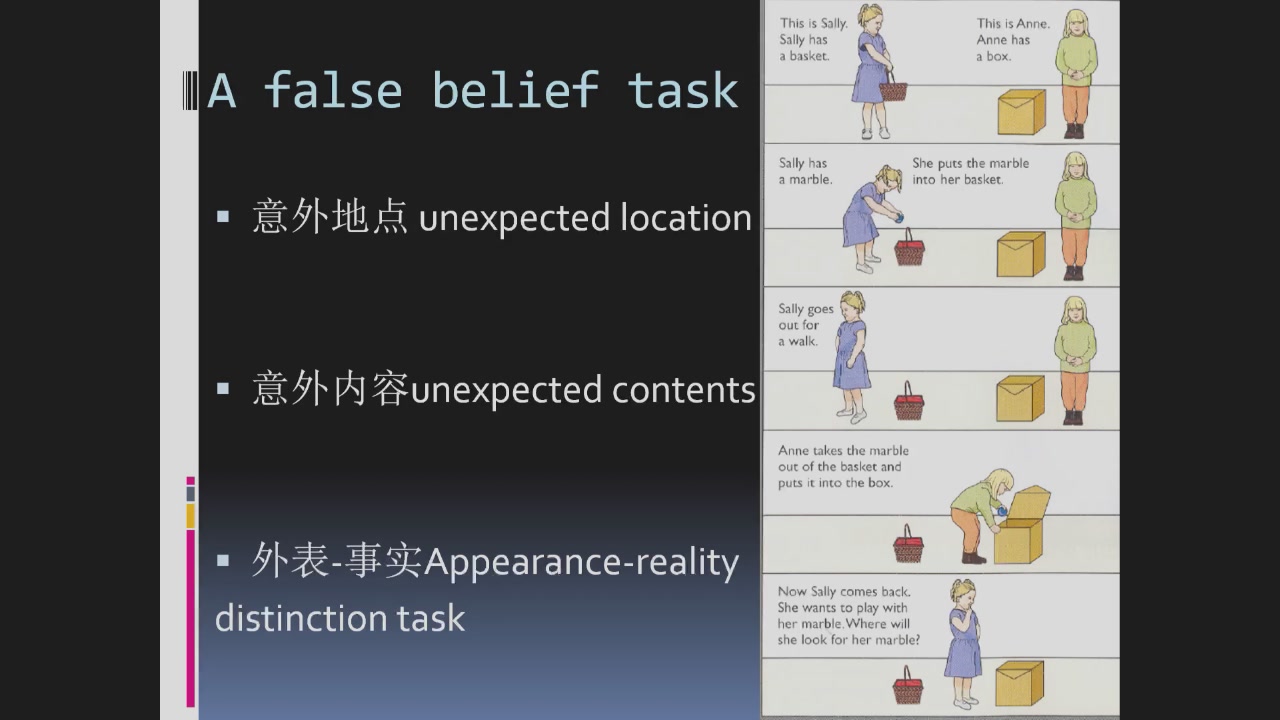 A false belief task
意外地点 unexpected location
意外内容unexpected contents
外表-事实Appearance-reality
distinction task
This is Sally.
Sally has
a basket.
This is Anne.
Anne has
a box.
Sally has
a marble.
She puts the marble
into her basket.
Sally goes
out for
a walk.
Anne takes the marble
out of the basket and
puts it into the box.
Now Sally comes back.
She wants to play with
her marble. Where will
she look for her marble?